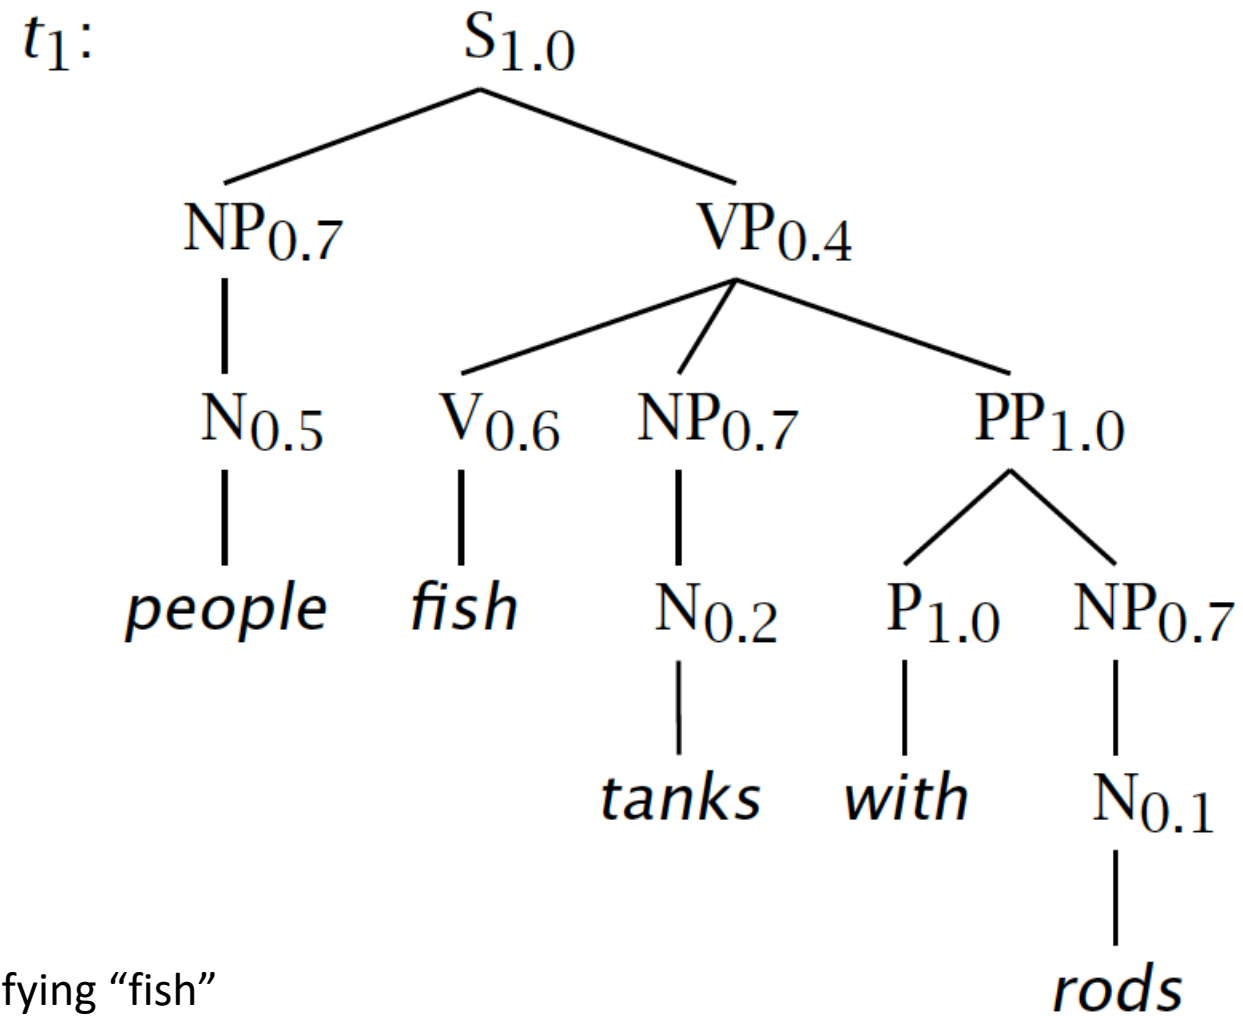 t1: S1.0
NP0.7 VP0.4
N0.5 V0.6 NP0.7 PP1.0
people fish N0.2 P1.0 NP0.7
tanks with N0.1
fying “fish” rods